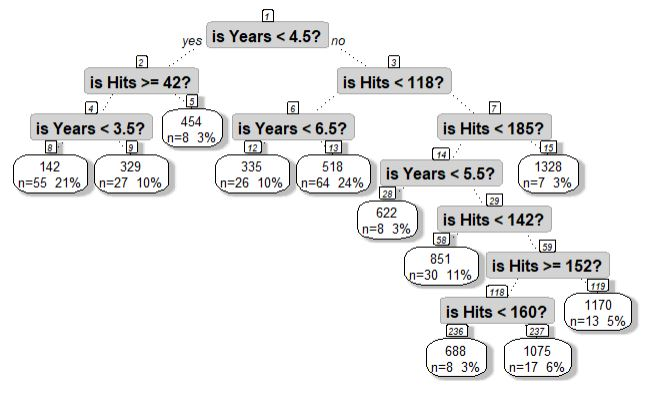 1
is Years < 4.5?
yes
no
2
is Hits >= 42?
3
is Hits < 118?
4
is Years < 3.5?
5
454
n=8 3%
6
is Years < 6.5?
7
is Hits < 185?
8
142
n=55 21%
9
329
n=27 10%
12
335
n=26 10%
13
518
n=64 24%
14
is Years < 5.5?
15
1328
n=7 3%
28
622
n=8 3%
29
is Hits < 142?
58
851
n=30 11%
59
is Hits >= 152?
118
is Hits < 160?
119
1170
n=13 5%
236
688
n=8 3%
237
1075
n=17 6%